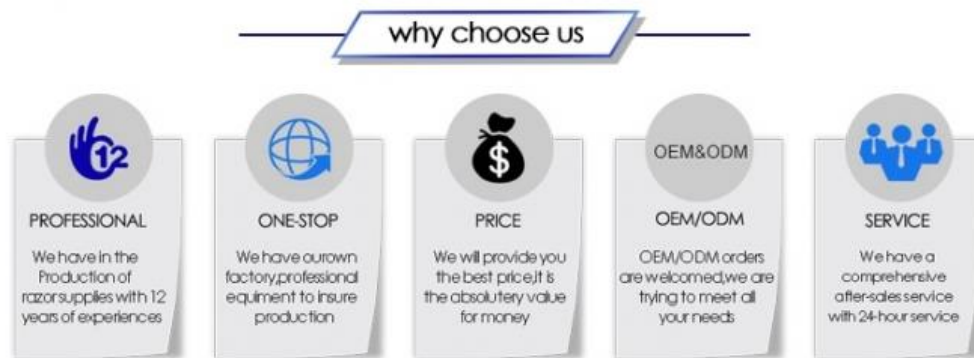 why choose us
12
PROFESSIONAL
We have in the
Production of
razor supplies with 12
years of experiences
ONE-STOP
We have ourown
factory,professional
equiment to insure
production
$
PRICE
We will provide you
the best price,It is
the absolutery value
for money
OEM&ODM
OEM/ODM
OEM/ODM orders
are welcomed,we are
trying to meet all
your needs
SERVICE
We have a
comprehensive
after-sales service
with 24-hour service